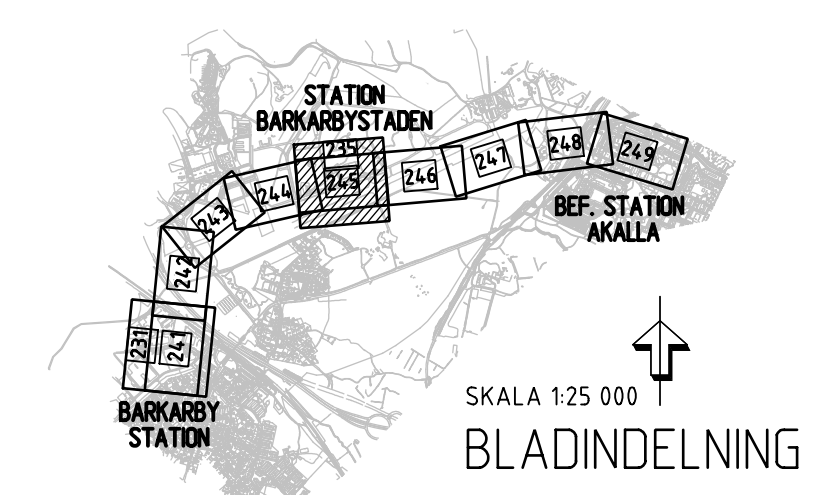 STATION
BARKARBYSTADEN
235
245
246
247
248
249
244
243
242
231
241
BEF. STATION
AKALLA
BARKARBY
STATION
SKALA 1:25 000
BLADINDELNING